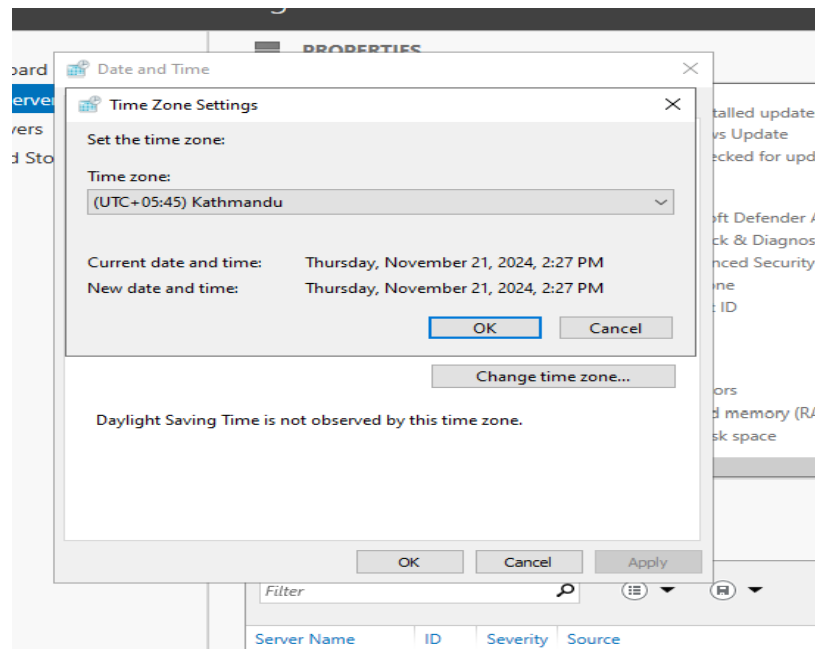 PROPERTIES
Date and Time
Time Zone Settings
Set the time zone:
Time zone:
(UTC+05:45) Kathmandu
Current date and time: Thursday, November 21, 2024, 2:27 PM
New date and time: Thursday, November 21, 2024, 2:27 PM
OK Cancel
Change time zone...
Daylight Saving Time is not observed by this time zone.
OK Cancel Apply
talled update
vs Update
ecked for upd
oft Defender
ck & Diagnos
nced Security
one
ID
ors
d memory (RA
sk space
oard
erver
vers
d Sto
Filter
Server Name ID Severity Source